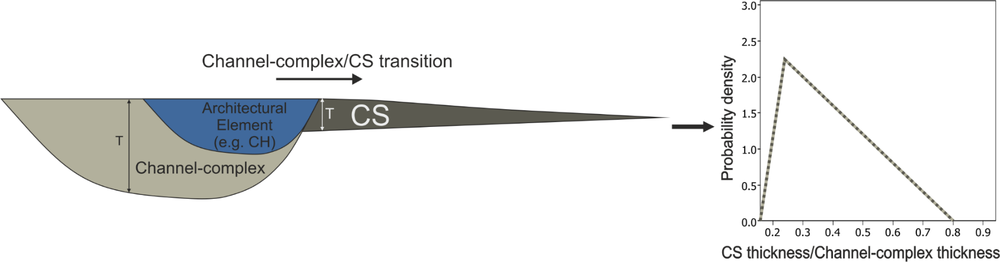 Channel-complex/CS transition
Architectural
Element
(e.g. CH)
T
CS
T
Channel-complex
Probability density
3.0
2.5
2.0
1.5
1.0
0.5
0.0
0.2 0.3 0.4 0.5 0.6 0.7 0.8 0.9
CS thickness/Channel-complex thickness